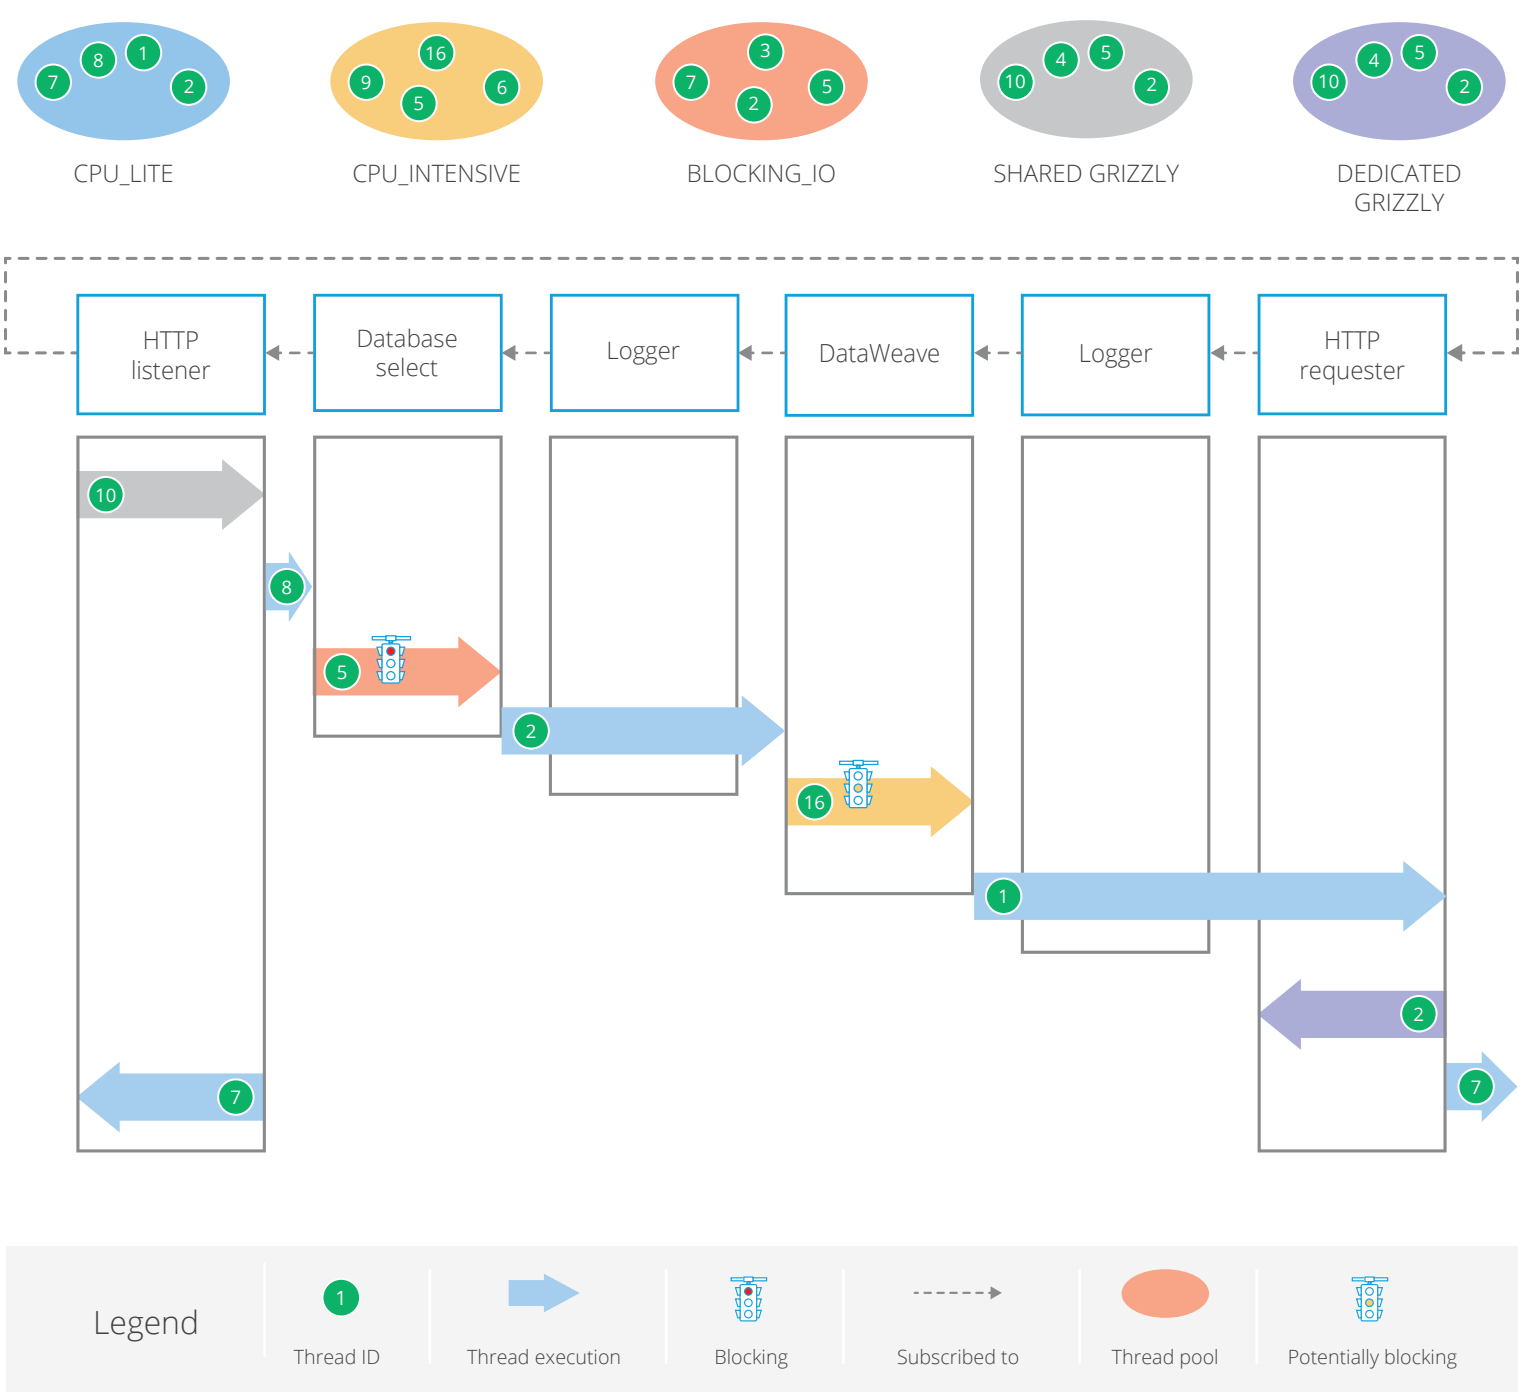 7
8
1
2
9
16
5
6
7
3
2
5
10
4
5
2
10
4
5
2
CPU_LITE
CPU_INTENSIVE
BLOCKING_IO
SHARED GRIZZLY
DEDICATED
GRIZZLY
HTTP
listener
Database
select
Logger
DataWeave
Logger
HTTP
requester
10
8
5
2
16
1
2
7
7
Legend
1
Thread ID
Thread execution
Blocking
Subscribed to
Thread pool
Potentially blocking